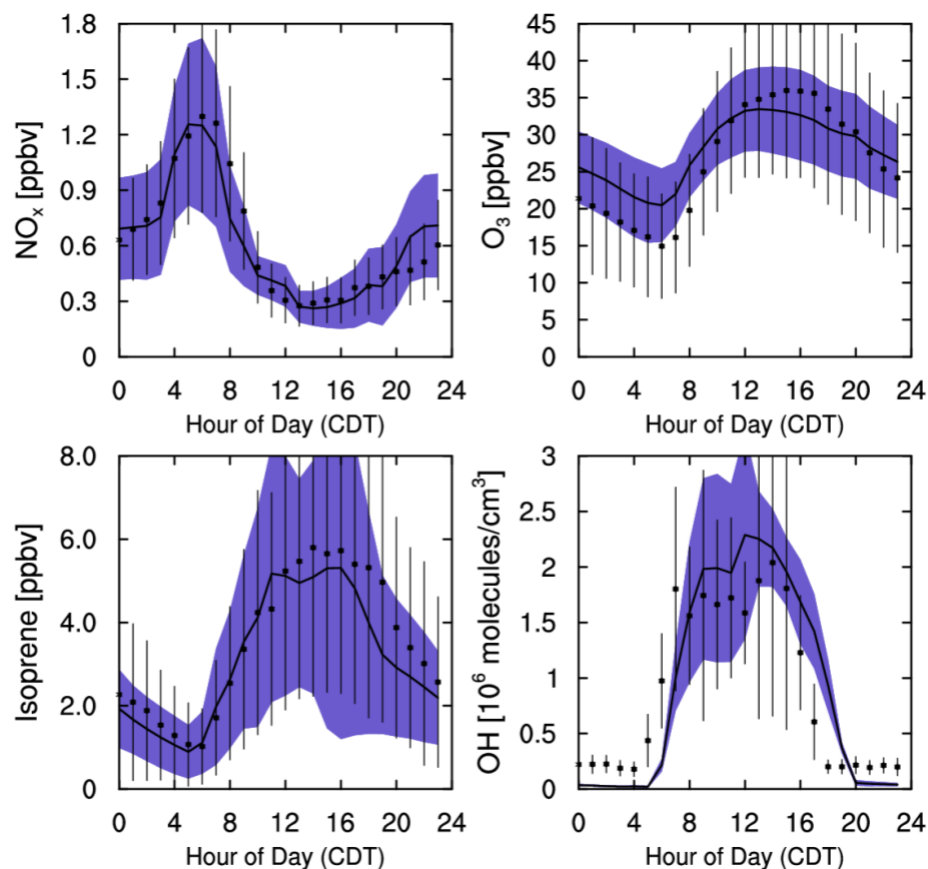 NOx [ppbv]
1.8
1.5
1.2
0.9
0.6
0.3
0
0 4 8 12 16 20 24
Hour of Day (CDT)
O3 [ppbv]
45
40
35
30
25
20
15
10
5
0
0 4 8 12 16 20 24
Hour of Day (CDT)
Isoprene [ppbv]
8.0
6.0
4.0
2.0
0
0 4 8 12 16 20 24
Hour of Day (CDT)
OH [10^6 molecules/cm^3]
3
2.5
2
1.5
1
0.5
0
0 4 8 12 16 20 24
Hour of Day (CDT)